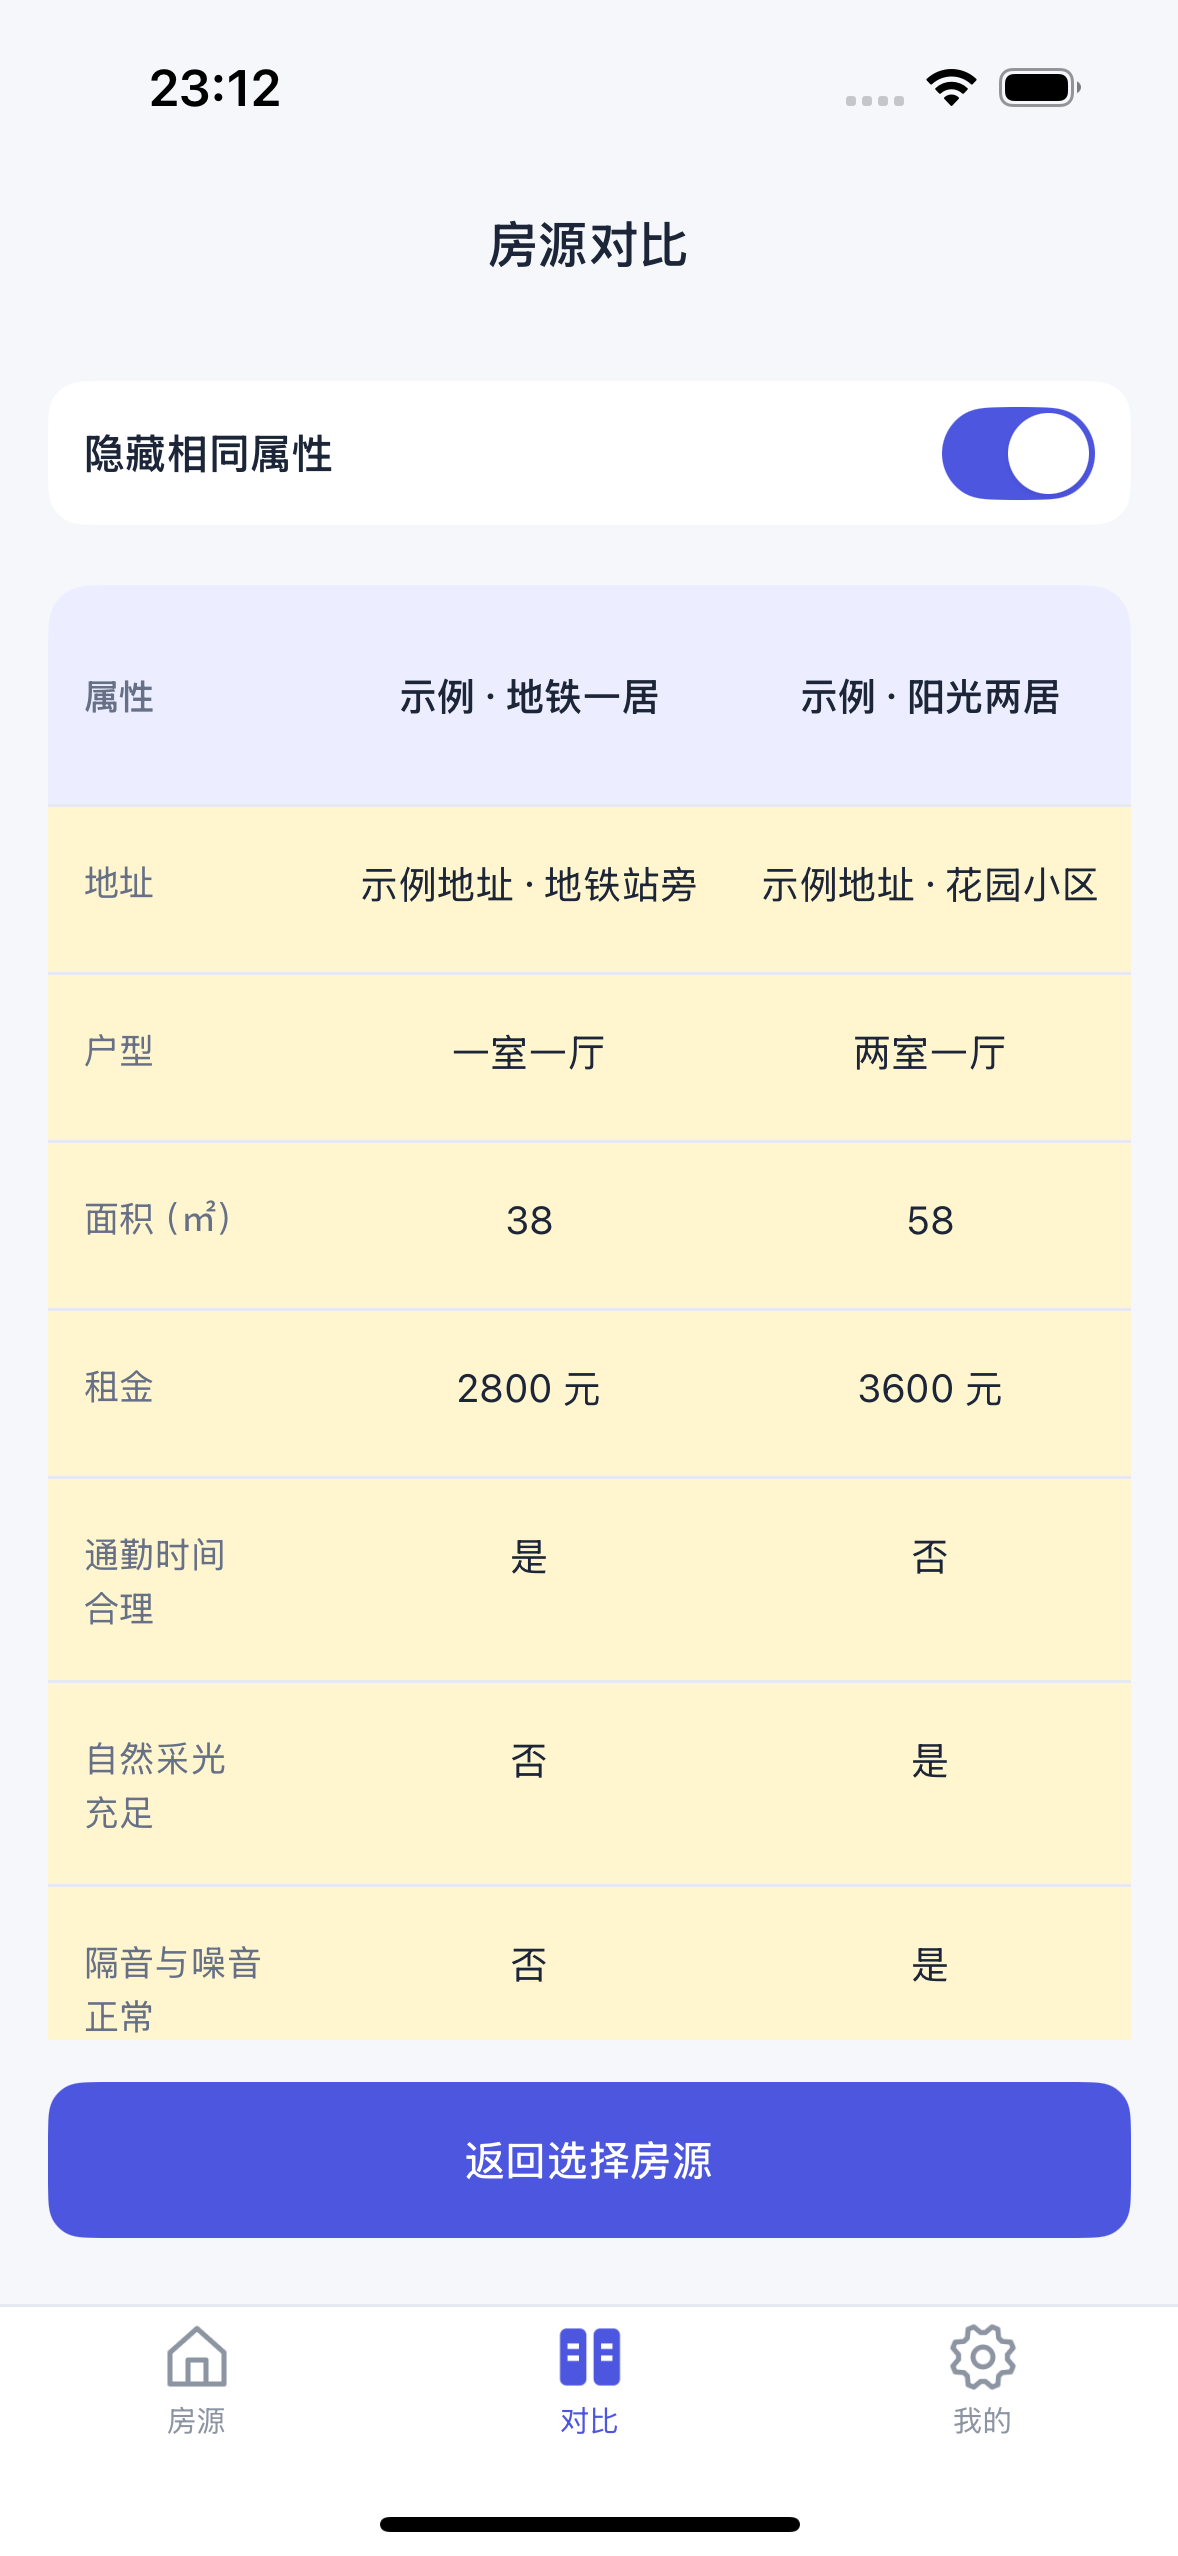 23:12
房源对比
隐藏相同属性
属性 示例 · 地铁一居 示例 · 阳光两居
地址 示例地址 · 地铁站旁 示例地址 · 花园小区
户型 一室一厅 两室一厅
面积（㎡） 38 58
租金 2800 元 3600 元
通勤时间 是 否
合理
自然采光 否 是
充足
隔音与噪音 否 是
正常
返回选择房源
房源 对比 我的